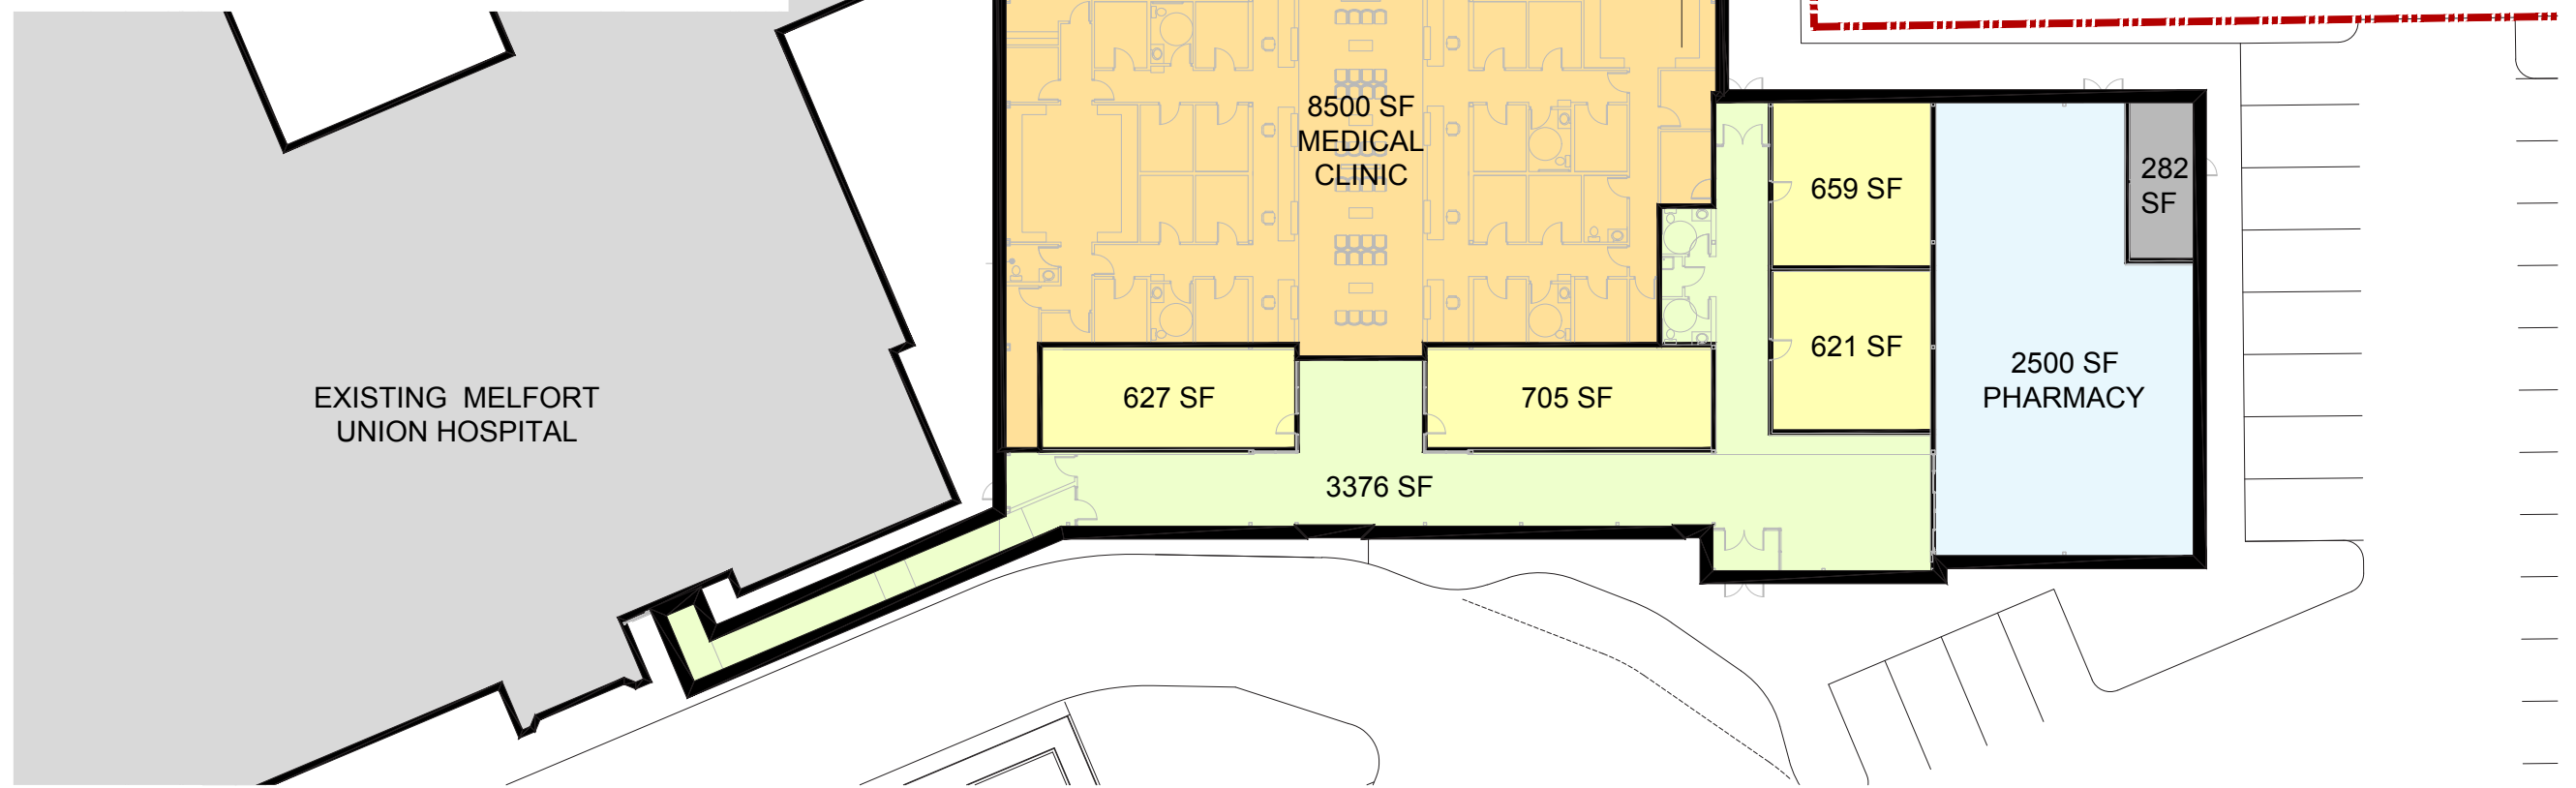 8500 SF
MEDICAL
CLINIC
659 SF
282
SF
621 SF
2500 SF
PHARMACY
EXISTING  MELFORT
UNION HOSPITAL
627 SF
705 SF
3376 SF